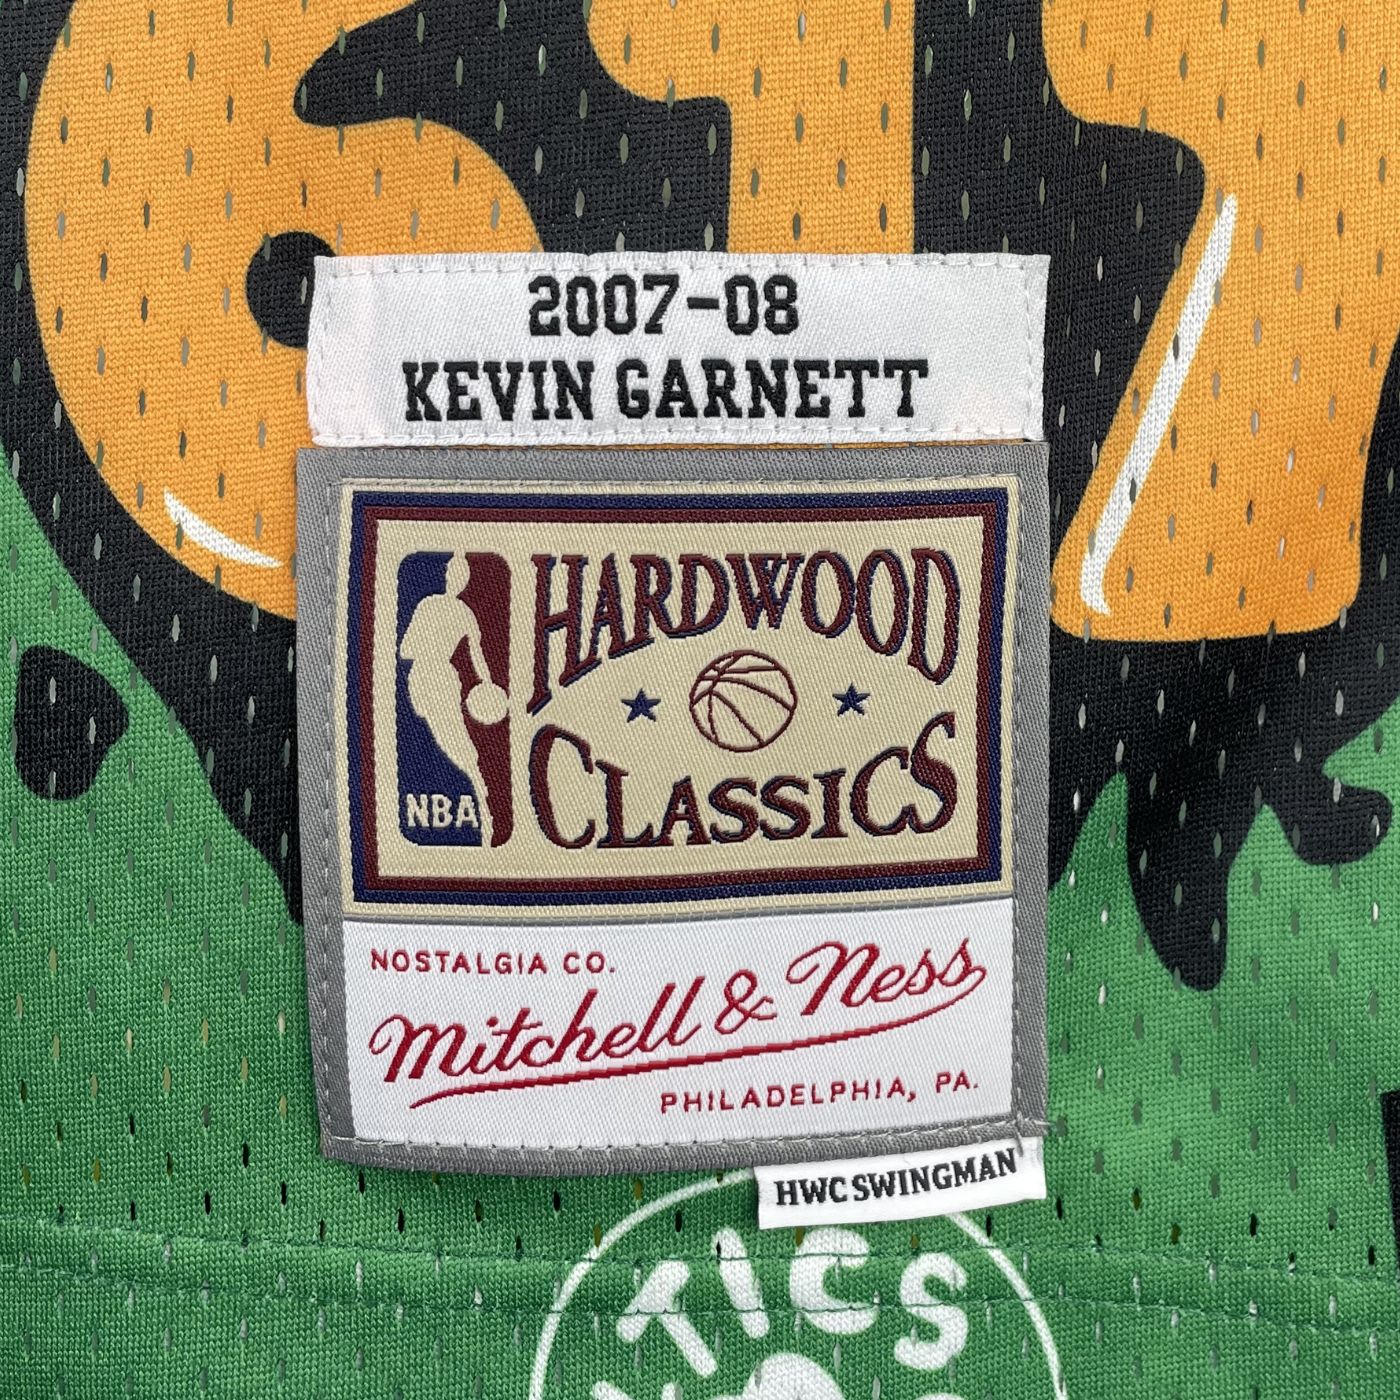 2007-08
KEVIN GARNETT
HARDWOOD
CLASSICS
NBA
NOSTALGIA CO.
Mitchell & Ness
PHILADELPHIA, PA.
HWC SWINGMAN
TICS